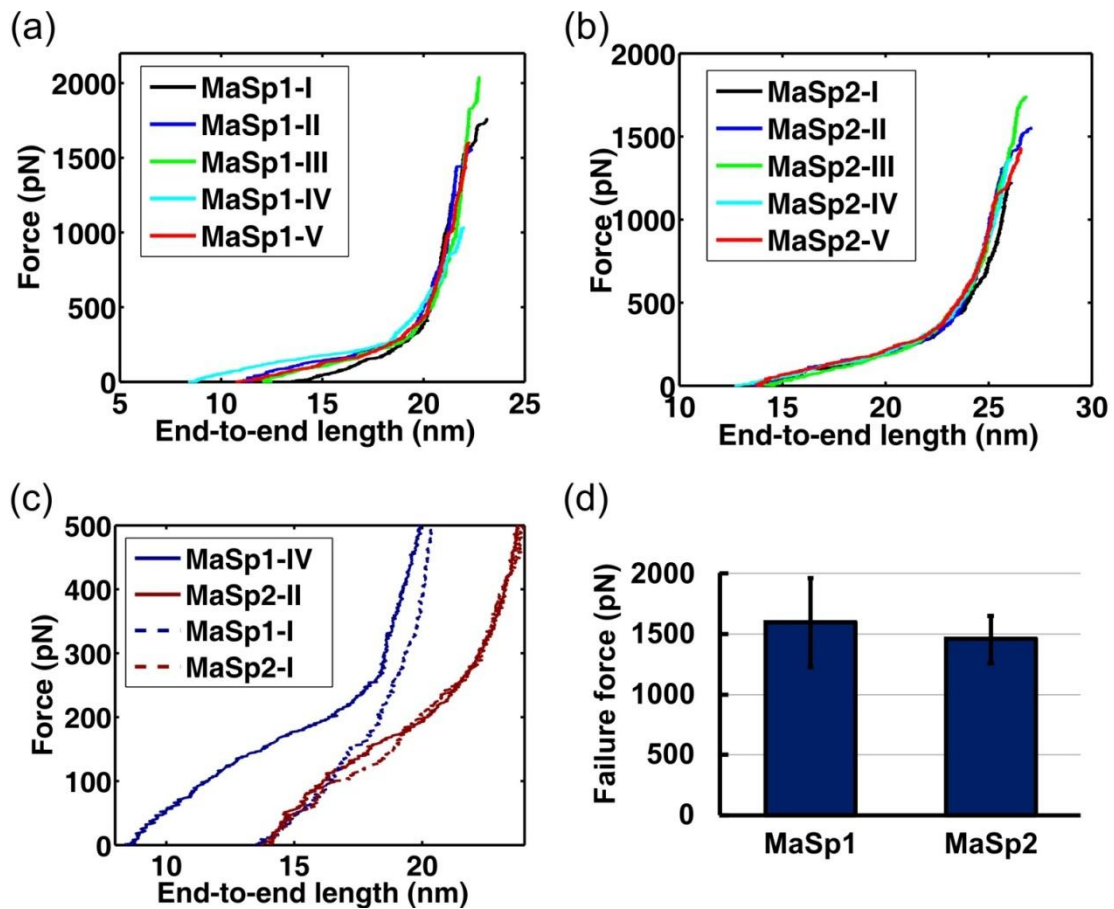 (a)
2000
1500
1000
500
0
Force (pN)
MaSp1-I
MaSp1-II
MaSp1-III
MaSp1-IV
MaSp1-V
5 10 15 20 25
End-to-end length (nm)
(b)
2000
1500
1000
500
0
Force (pN)
MaSp2-I
MaSp2-II
MaSp2-III
MaSp2-IV
MaSp2-V
10 15 20 25 30
End-to-end length (nm)
(c)
500
400
300
200
100
0
Force (pN)
MaSp1-IV
MaSp2-II
MaSp1-I
MaSp2-I
10 15 20
End-to-end length (nm)
(d)
2000
1500
1000
500
0
Failure force (pN)
MaSp1 MaSp2